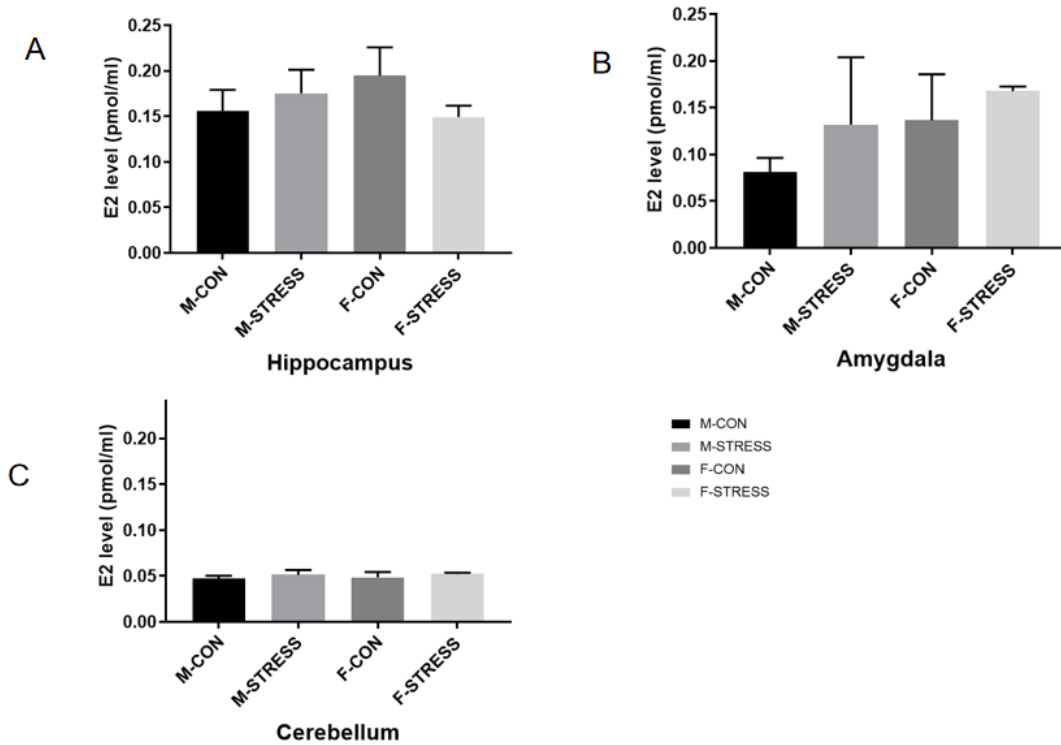 A
E2 level (pmol/ml)
0.25
0.20
0.15
0.10
0.05
0.00
M-CON
M-STRESS
F-CON
F-STRESS
Hippocampus
B
E2 level (pmol/ml)
0.25
0.20
0.15
0.10
0.05
0.00
M-CON
M-STRESS
F-CON
F-STRESS
Amygdala
C
E2 level (pmol/ml)
0.20
0.15
0.10
0.05
0.00
M-CON
M-STRESS
F-CON
F-STRESS
Cerebellum
M-CON
M-STRESS
F-CON
F-STRESS